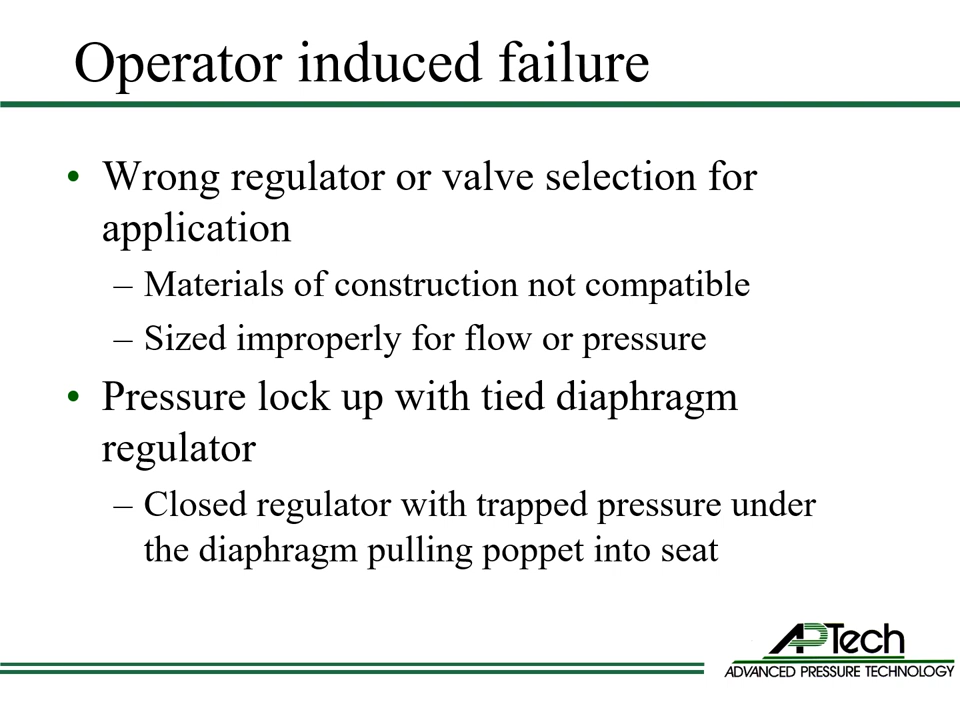 Operator induced failure
• Wrong regulator or valve selection for
application
– Materials of construction not compatible
– Sized improperly for flow or pressure
• Pressure lock up with tied diaphragm
regulator
– Closed regulator with trapped pressure under
the diaphragm pulling poppet into seat
APTech
ADVANCED PRESSURE TECHNOLOGY